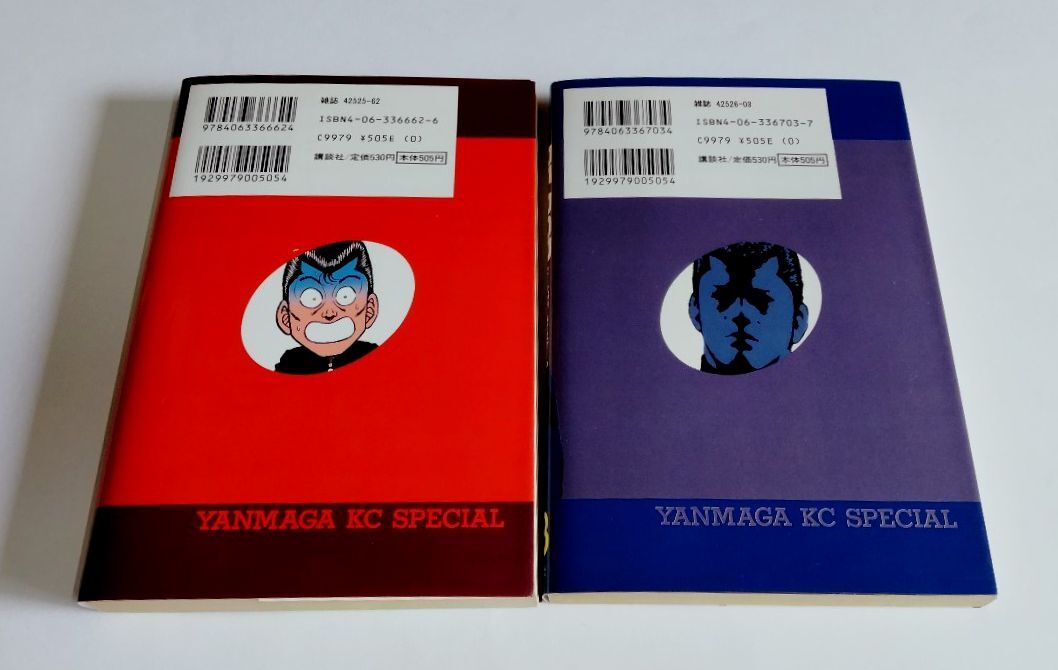 9784063366624
雑誌 42525-62
ISBN4-06-336662-6
C9979 ¥505E (0)
1929979005054
講談社/定価530円 本体505円
YANMAGA KC SPECIAL
9784063367034
雑誌 42526-03
ISBN4-06-336703-7
C9979 ¥505E (0)
1929979005054
講談社/定価530円 本体505円
YANMAGA KC SPECIAL